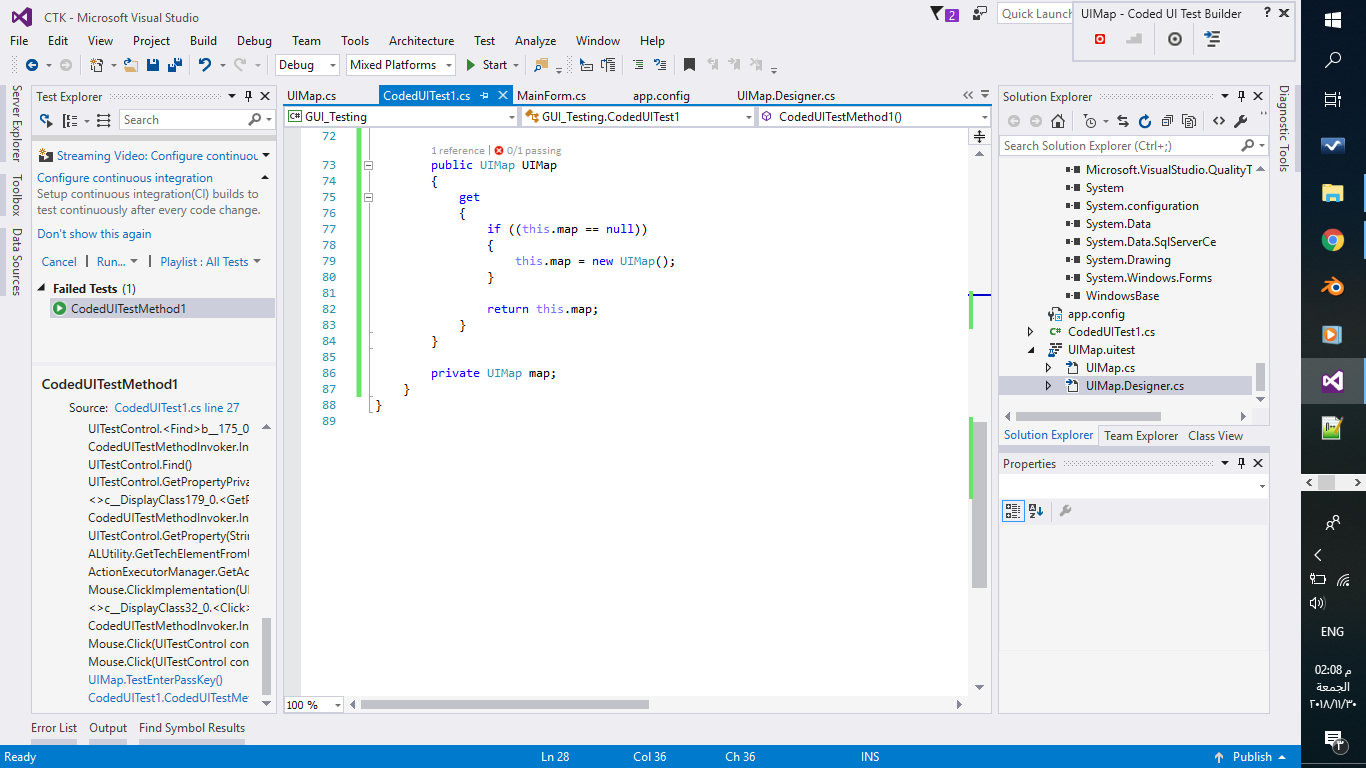 CTK - Microsoft Visual Studio
2
Quick Launch
UIMap - Coded UI Test Builder
?
File Edit View Project Build Debug Team Tools Architecture Test Analyze Window Help
Debug
Mixed Platforms
Start
Server Explorer
Toolbox
Data Sources
Test Explorer
Search
Streaming Video: Configure continuou
Configure continuous integration
Setup continuous integration(CI) builds to
test continuously after every code change.
Don't show this again
Cancel | Run... | Playlist : All Tests
Failed Tests (1)
CodedUITestMethod1
CodedUITestMethod1
Source: CodedUITest1.cs line 27
UITestControl.<Find>b__175_0
CodedUITestMethodInvoker.In
UITestControl.Find()
UITestControl.GetPropertyPriva
<>c__DisplayClass179_0.<GetP
CodedUITestMethodInvoker.In
UITestControl.GetProperty(Strin
ALUtility.GetTechElementFromU
ActionExecutorManager.GetAc
Mouse.ClickImplementation(UI
<>c__DisplayClass32_0.<Click>
CodedUITestMethodInvoker.In
Mouse.Click(UITestControl con
Mouse.Click(UITestControl con
UIMap.TestEnterPassKey()
CodedUITest1.CodedUITestMe
UIMap.cs CodedUITest1.cs MainForm.cs app.config UIMap.Designer.cs
C# GUI_Testing
GUI_Testing.CodedUITest1
CodedUITestMethod1()
72
1 reference | 0/1 passing
73 public UIMap UIMap
74 {
75 get
76 {
77 if ((this.map == null))
78 {
79 this.map = new UIMap();
80 }
81
82 return this.map;
83 }
84 }
85
86 private UIMap map;
87 }
88 }
89
100 %
Solution Explorer
Search Solution Explorer (Ctrl+;)
Microsoft.VisualStudio.QualityT
System
System.configuration
System.Data
System.Data.SqlServerCe
System.Drawing
System.Windows.Forms
WindowsBase
app.config
C# CodedUITest1.cs
UIMap.uitest
UIMap.cs
UIMap.Designer.cs
Solution Explorer Team Explorer Class View
Properties
Diagnostic Tools
Error List Output Find Symbol Results
Ready
Ln 28
Col 36
Ch 36
INS
Publish
ENG
02:08 م
الجمعة
٢٠١٨/١١/٣٠
٣